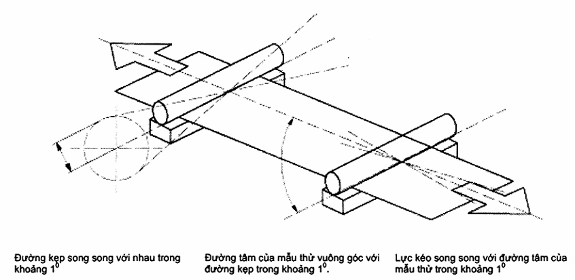 Đường kẹp song song với nhau trong
khoảng 1⁰
Đường tâm của mẫu thử vuông góc với
đường kẹp trong khoảng 1⁰.
Lực kéo song song với đường tâm của
mẫu thử trong khoảng 1⁰